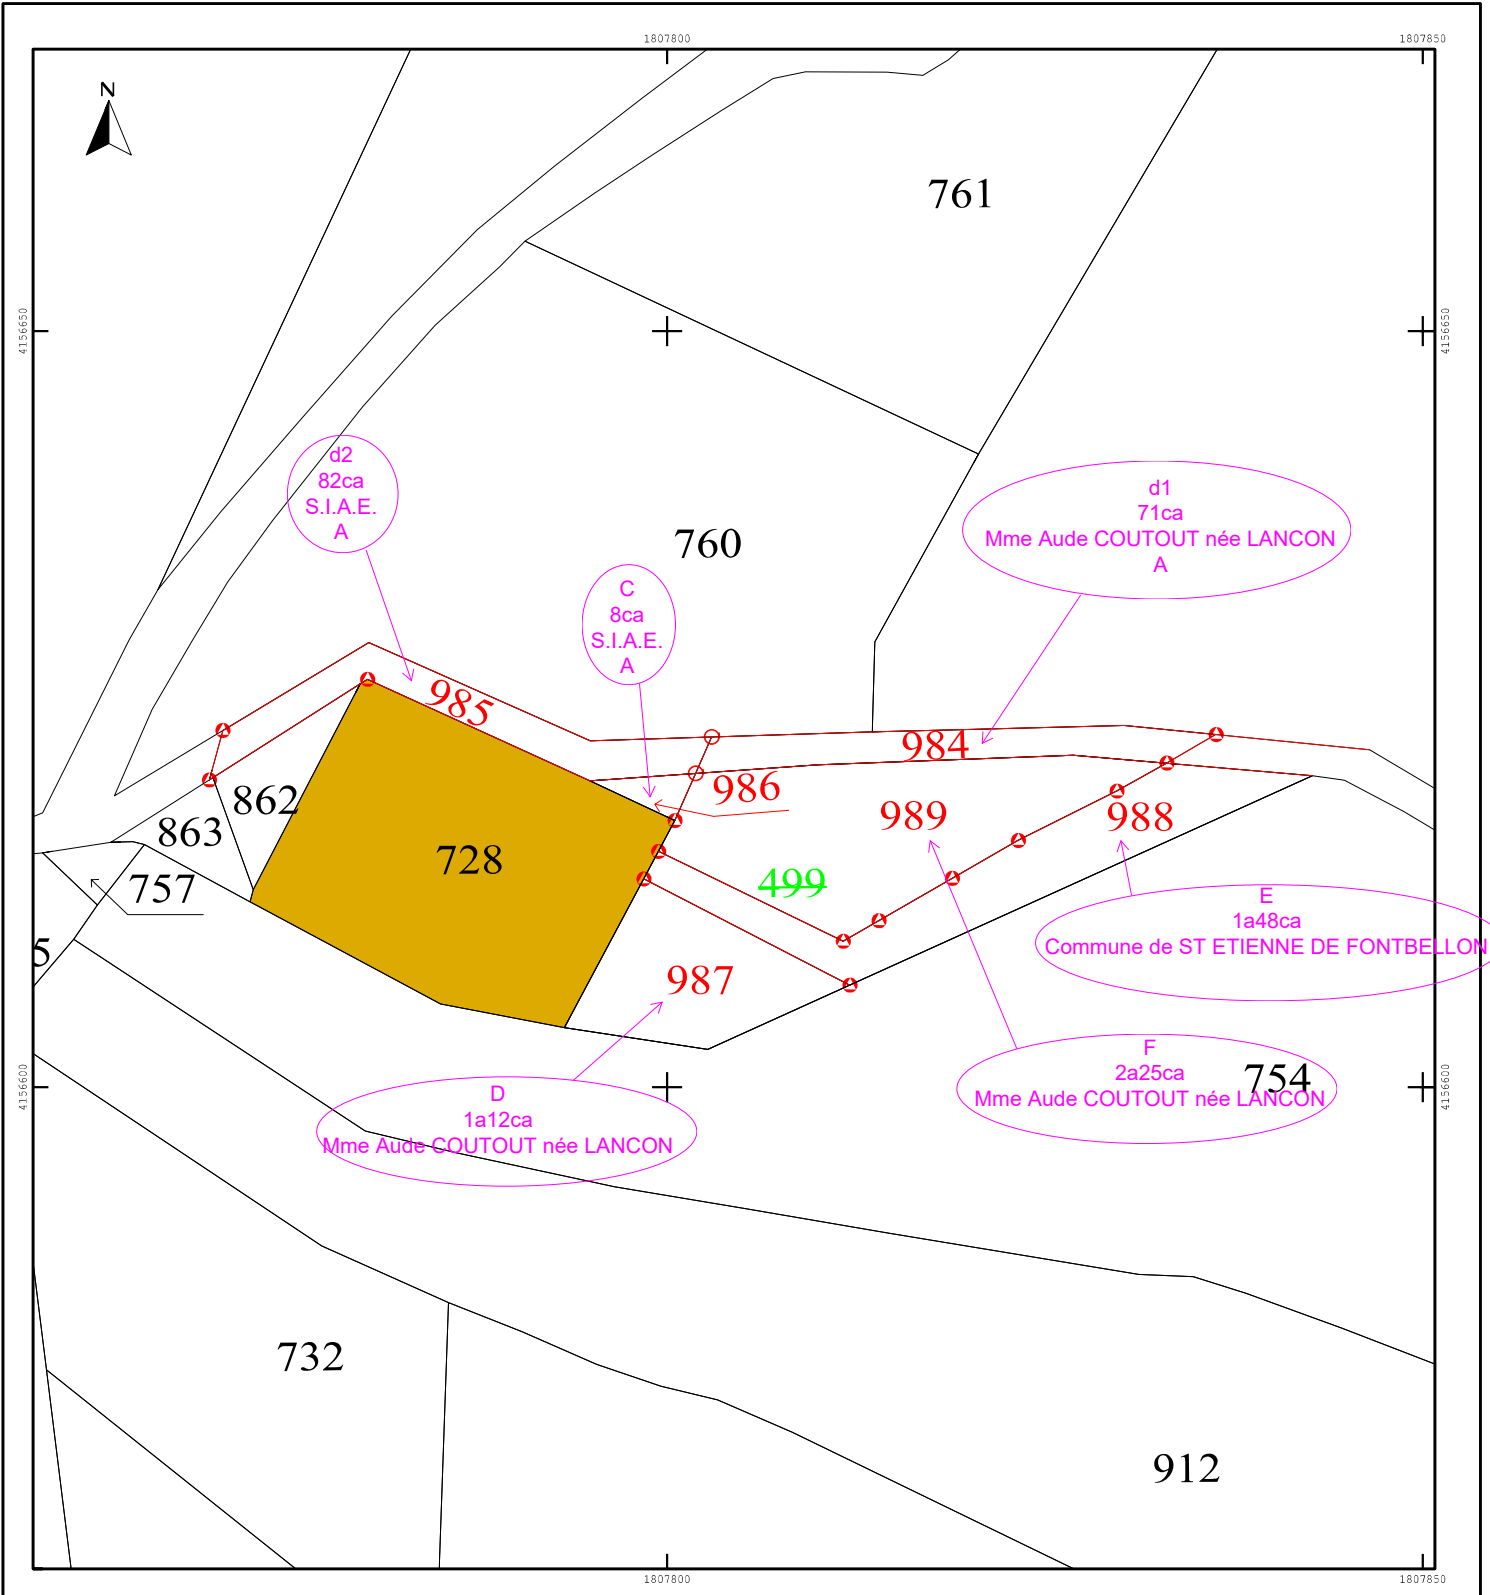 1807800
1807850
N
761
4156650
4156650
d2
82ca
S.I.A.E.
A
d1
71ca
Mme Aude COUTOUT née LANCON
A
760
C
8ca
S.I.A.E.
A
985
984
986
862
863
989
988
728
499
757
E
1a48ca
Commune de ST ETIENNE DE FONTBELLON
5
987
F
2a25ca
Mme Aude COUTOUT née LANCON
754
D
1a12ca
Mme Aude COUTOUT née LANCON
4156600
4156600
732
912
1807800
1807850